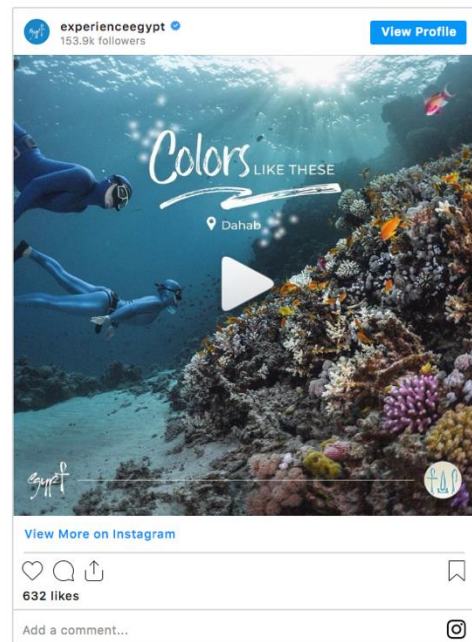 experienceegypt
153.9k followers
View Profile
Colors LIKE THESE
Dahab
egypt
View More on Instagram
632 likes
Add a comment...